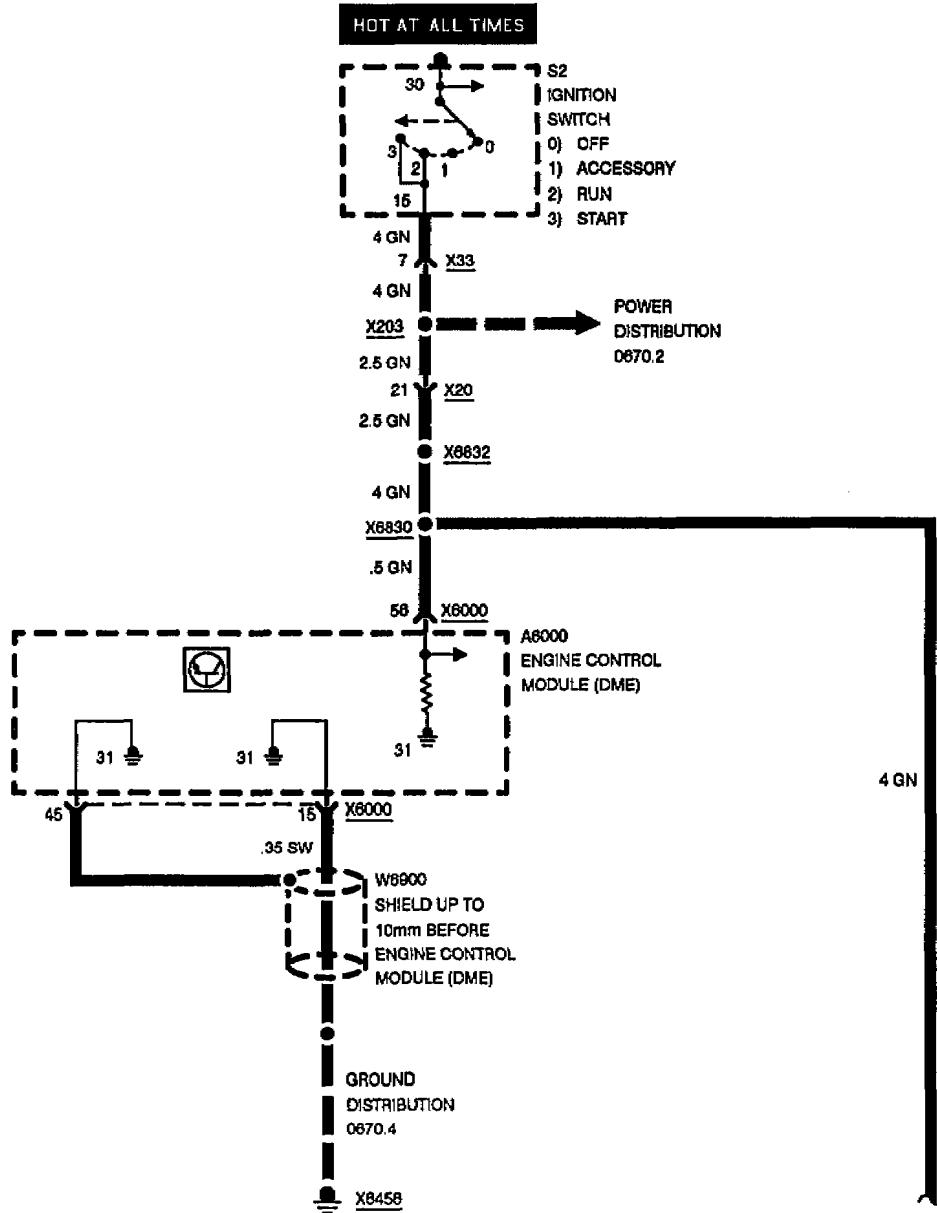 HOT AT ALL TIMES
30
S2
IGNITION
SWITCH
0) OFF
1) ACCESSORY
2) RUN
3) START
3
2
1
0
15
4 GN
7
X33
4 GN
X203
POWER
DISTRIBUTION
0670.2
2.5 GN
21
X20
2.5 GN
X6832
4 GN
X6830
.5 GN
56
X6000
A6000
ENGINE CONTROL
MODULE (DME)
31
31
31
4 GN
45
15
X6000
.35 SW
W6900
SHIELD UP TO
10mm BEFORE
ENGINE CONTROL
MODULE (DME)
GROUND
DISTRIBUTION
0670.4
X6456